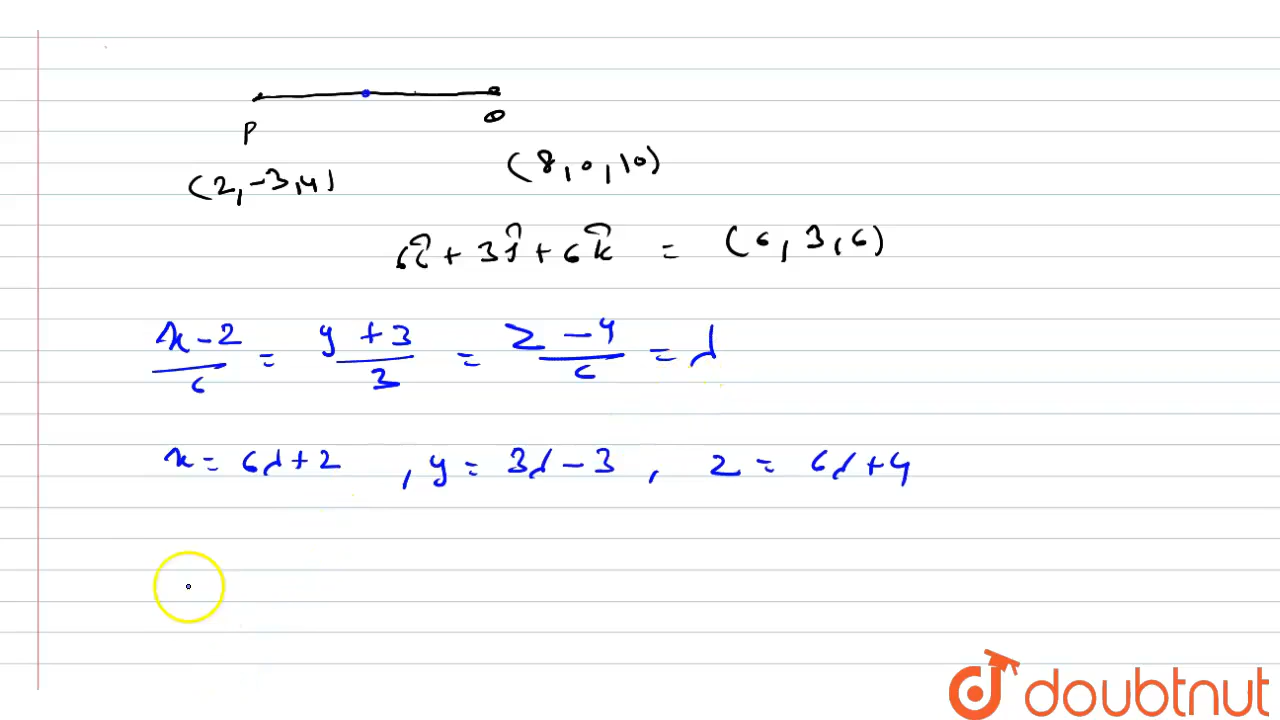 P
Q
(8, 0, 10)
(2, -3, 4)
6î + 3ĵ + 6k̂ = (6, 3, 6)
x-2/6 = y+3/3 = z-4/6 = λ
x = 6λ+2 , y = 3λ-3 , z = 6λ+4
doubtnut